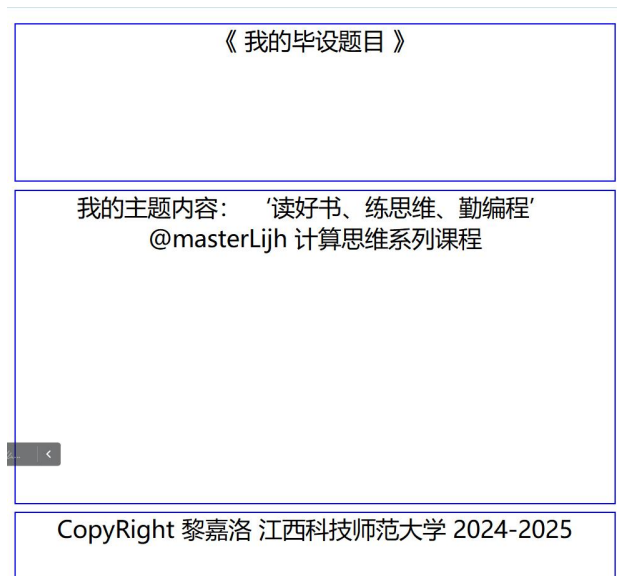 《 我的毕设题目 》
我的主题内容： ‘读好书、练思维、勤编程’
@masterLijh 计算思维系列课程
CopyRight 黎嘉洛 江西科技师范大学 2024-2025